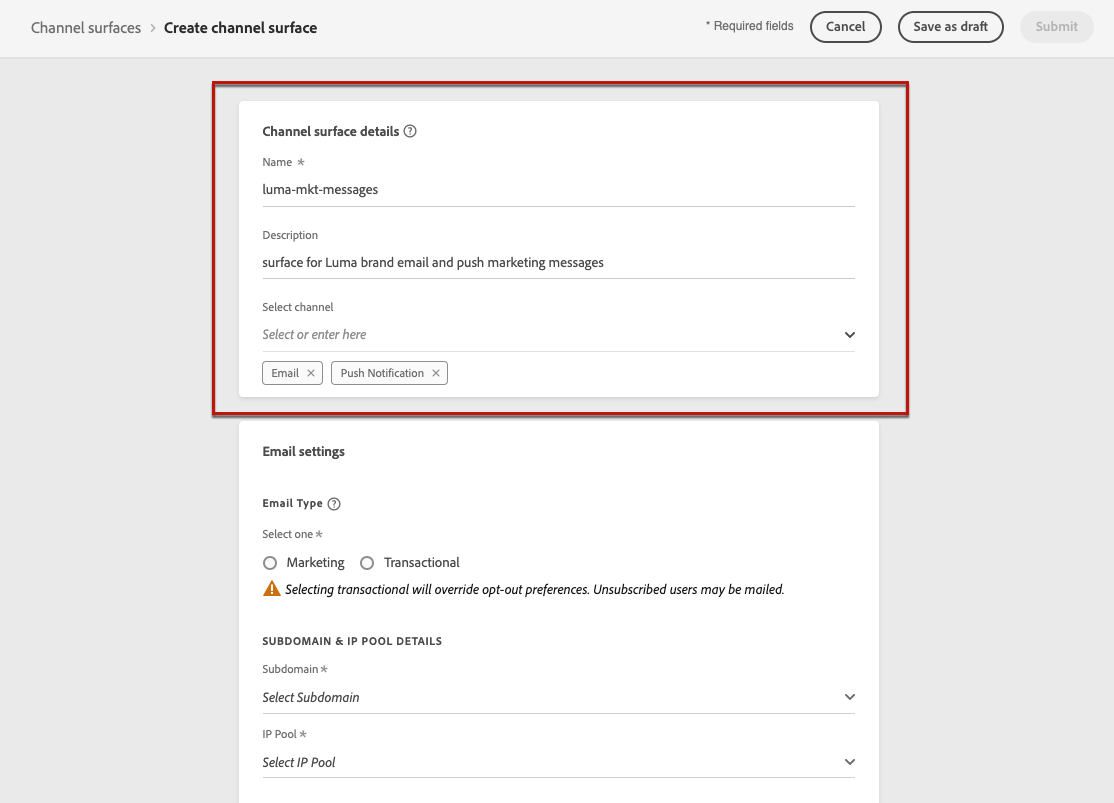 Channel surfaces > Create channel surface
* Required fields
Cancel
Save as draft
Submit
Channel surface details ?
Name *
luma-mkt-messages
Description
surface for Luma brand email and push marketing messages
Select channel
Select or enter here
Email × Push Notification ×
Email settings
Email Type ?
Select one *
Marketing Transactional
Selecting transactional will override opt-out preferences. Unsubscribed users may be mailed.
SUBDOMAIN & IP POOL DETAILS
Subdomain *
Select Subdomain
IP Pool *
Select IP Pool